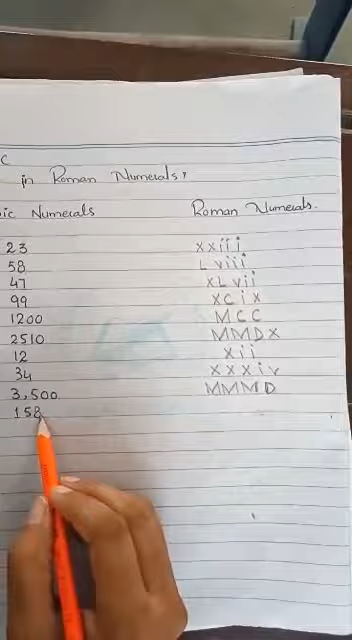 C
in Roman Numerals?
ic Numerals Roman Numerals.
23 xxiii
58 Lviii
47 XLvii
99 XCiX
1200 MCC
2510 MMDX
12 Xii
34 XXXiv
3,500 MMMD
158